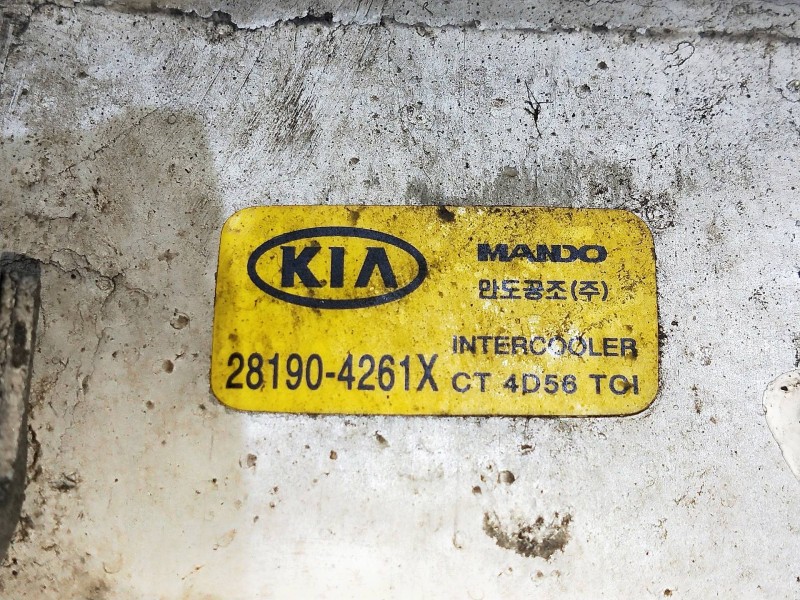 KIA
MANDO
만도공조(주)
28190-4261X
INTERCOOLER
CT 4D56 TCI